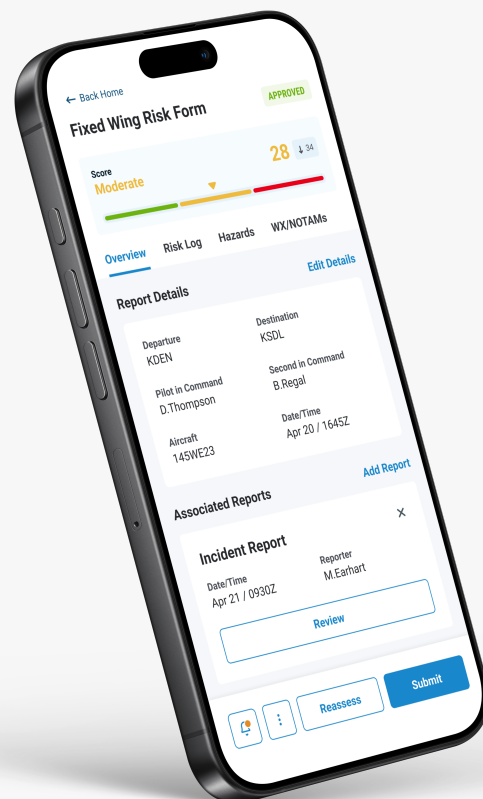 ← Back Home
Fixed Wing Risk Form
APPROVED
Score
Moderate
28
↓ 34
Overview
Risk Log
Hazards
WX/NOTAMs
Report Details
Edit Details
Departure
KDEN
Destination
KSDL
Pilot in Command
D.Thompson
Second in Command
B.Regal
Aircraft
145WE23
Date/Time
Apr 20 / 1645Z
Associated Reports
Add Report
Incident Report
Date/Time
Apr 21 / 0930Z
Reporter
M.Earhart
Review
Reassess
Submit